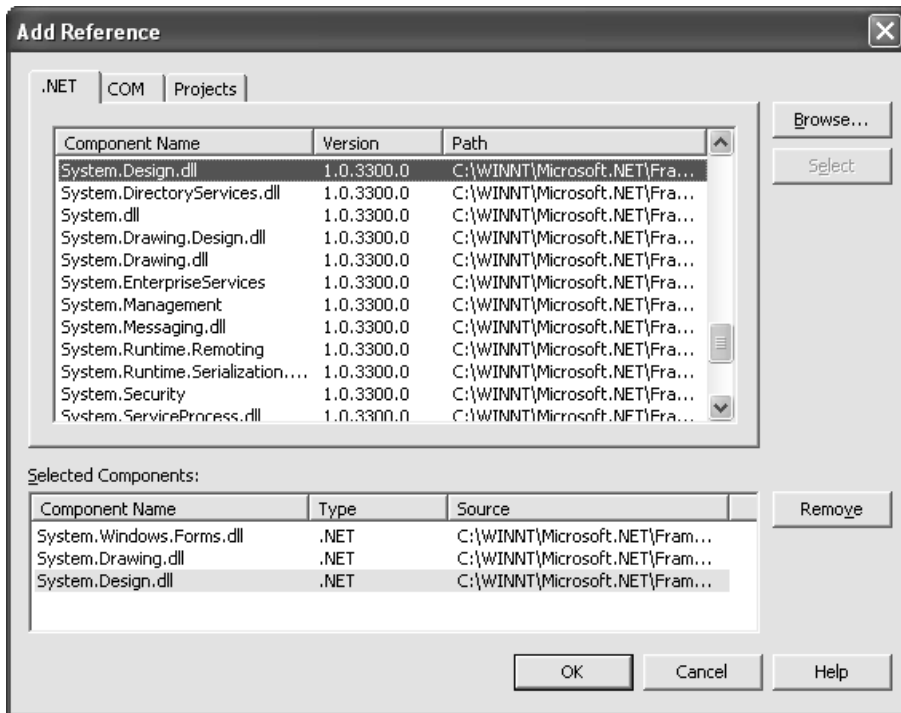 Add Reference
.NET COM Projects
Browse...
Select
Component Name Version Path
System.Design.dll 1.0.3300.0 C:\WINNT\Microsoft.NET\Fra...
System.DirectoryServices.dll 1.0.3300.0 C:\WINNT\Microsoft.NET\Fra...
System.dll 1.0.3300.0 C:\WINNT\Microsoft.NET\Fra...
System.Drawing.Design.dll 1.0.3300.0 C:\WINNT\Microsoft.NET\Fra...
System.Drawing.dll 1.0.3300.0 C:\WINNT\Microsoft.NET\Fra...
System.EnterpriseServices 1.0.3300.0 C:\WINNT\Microsoft.NET\Fra...
System.Management 1.0.3300.0 C:\WINNT\Microsoft.NET\Fra...
System.Messaging.dll 1.0.3300.0 C:\WINNT\Microsoft.NET\Fra...
System.Runtime.Remoting 1.0.3300.0 C:\WINNT\Microsoft.NET\Fra...
System.Runtime.Serialization.... 1.0.3300.0 C:\WINNT\Microsoft.NET\Fra...
System.Security 1.0.3300.0 C:\WINNT\Microsoft.NET\Fra...
System.ServiceProcess.dll 1.0.3300.0 C:\WINNT\Microsoft.NET\Fra...
Selected Components:
Component Name Type Source
Remove
System.Windows.Forms.dll .NET C:\WINNT\Microsoft.NET\Fram...
System.Drawing.dll .NET C:\WINNT\Microsoft.NET\Fram...
System.Design.dll .NET C:\WINNT\Microsoft.NET\Fram...
OK Cancel Help